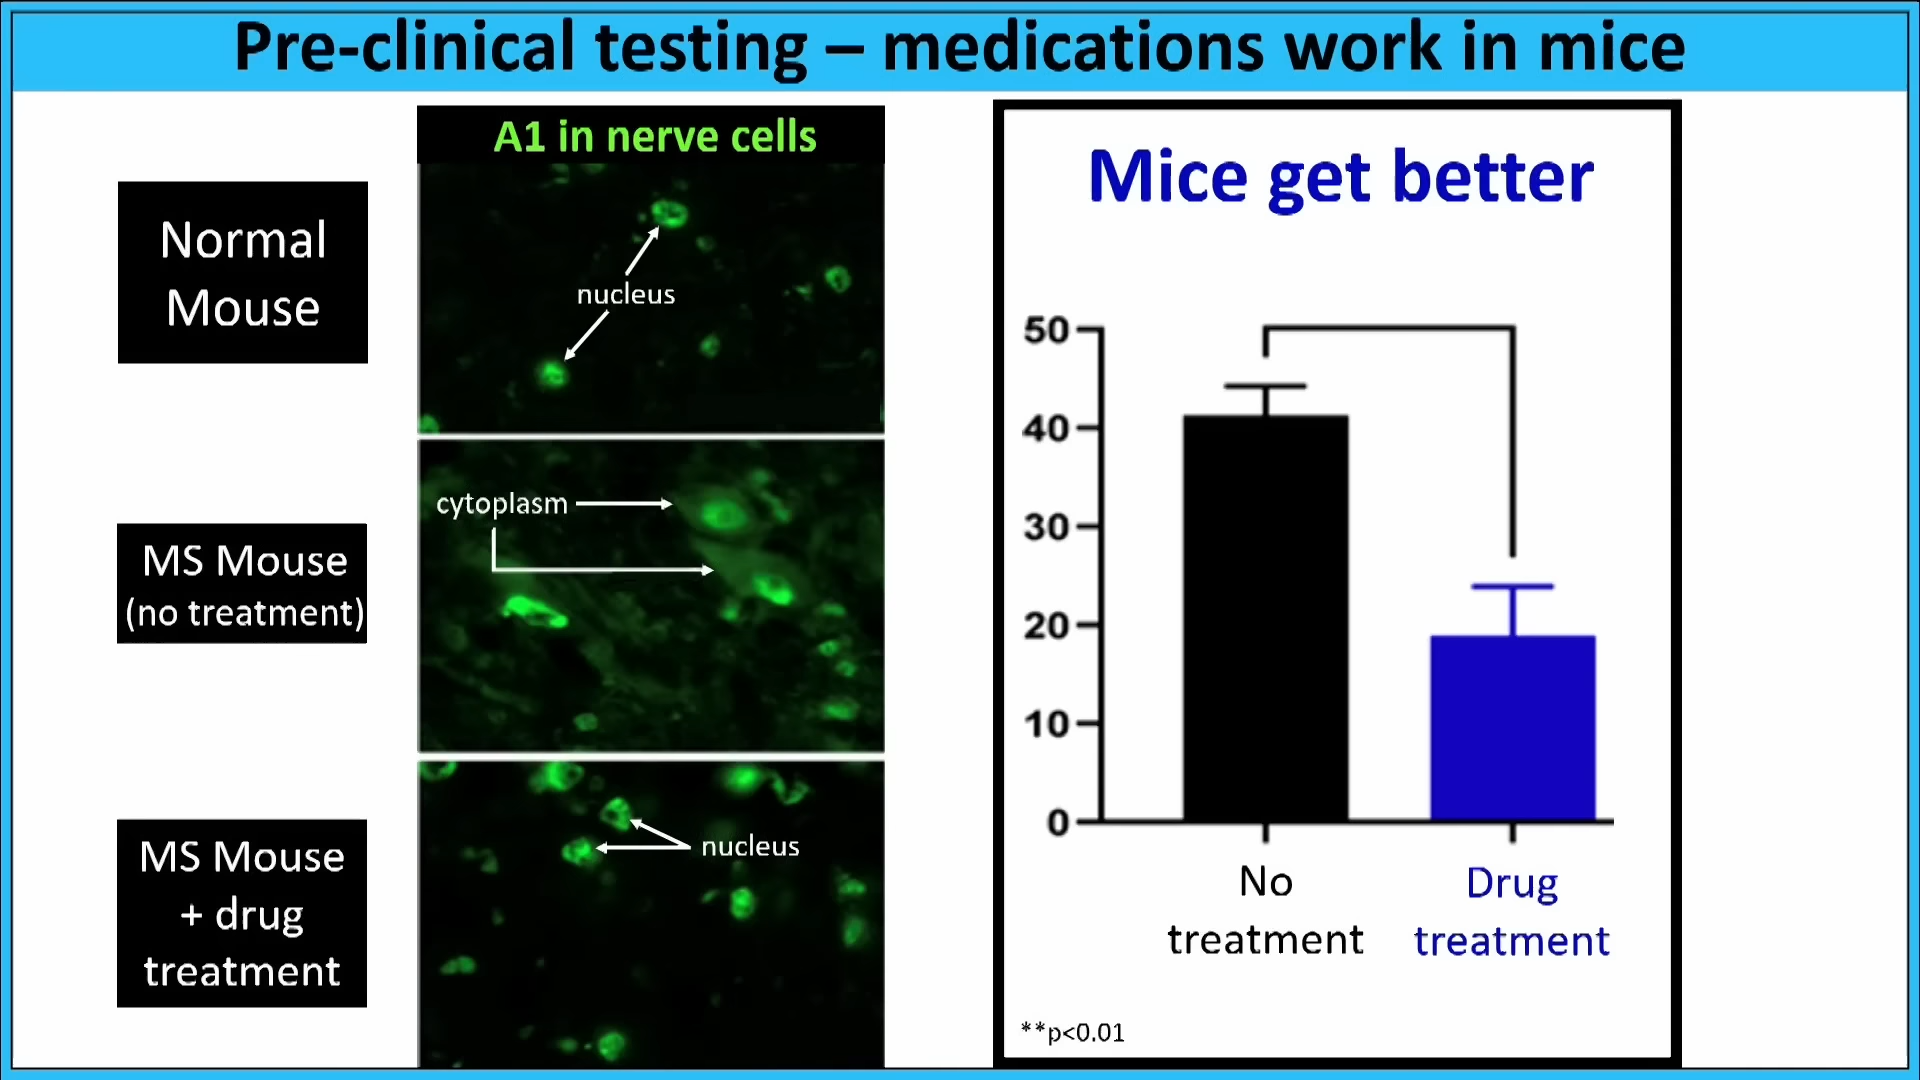 Pre-clinical testing – medications work in mice
A1 in nerve cells
Normal
Mouse
nucleus
MS Mouse
(no treatment)
cytoplasm
MS Mouse
+ drug
treatment
nucleus
Mice get better
50
40
30
20
10
0
No
treatment
Drug
treatment
**p<0.01